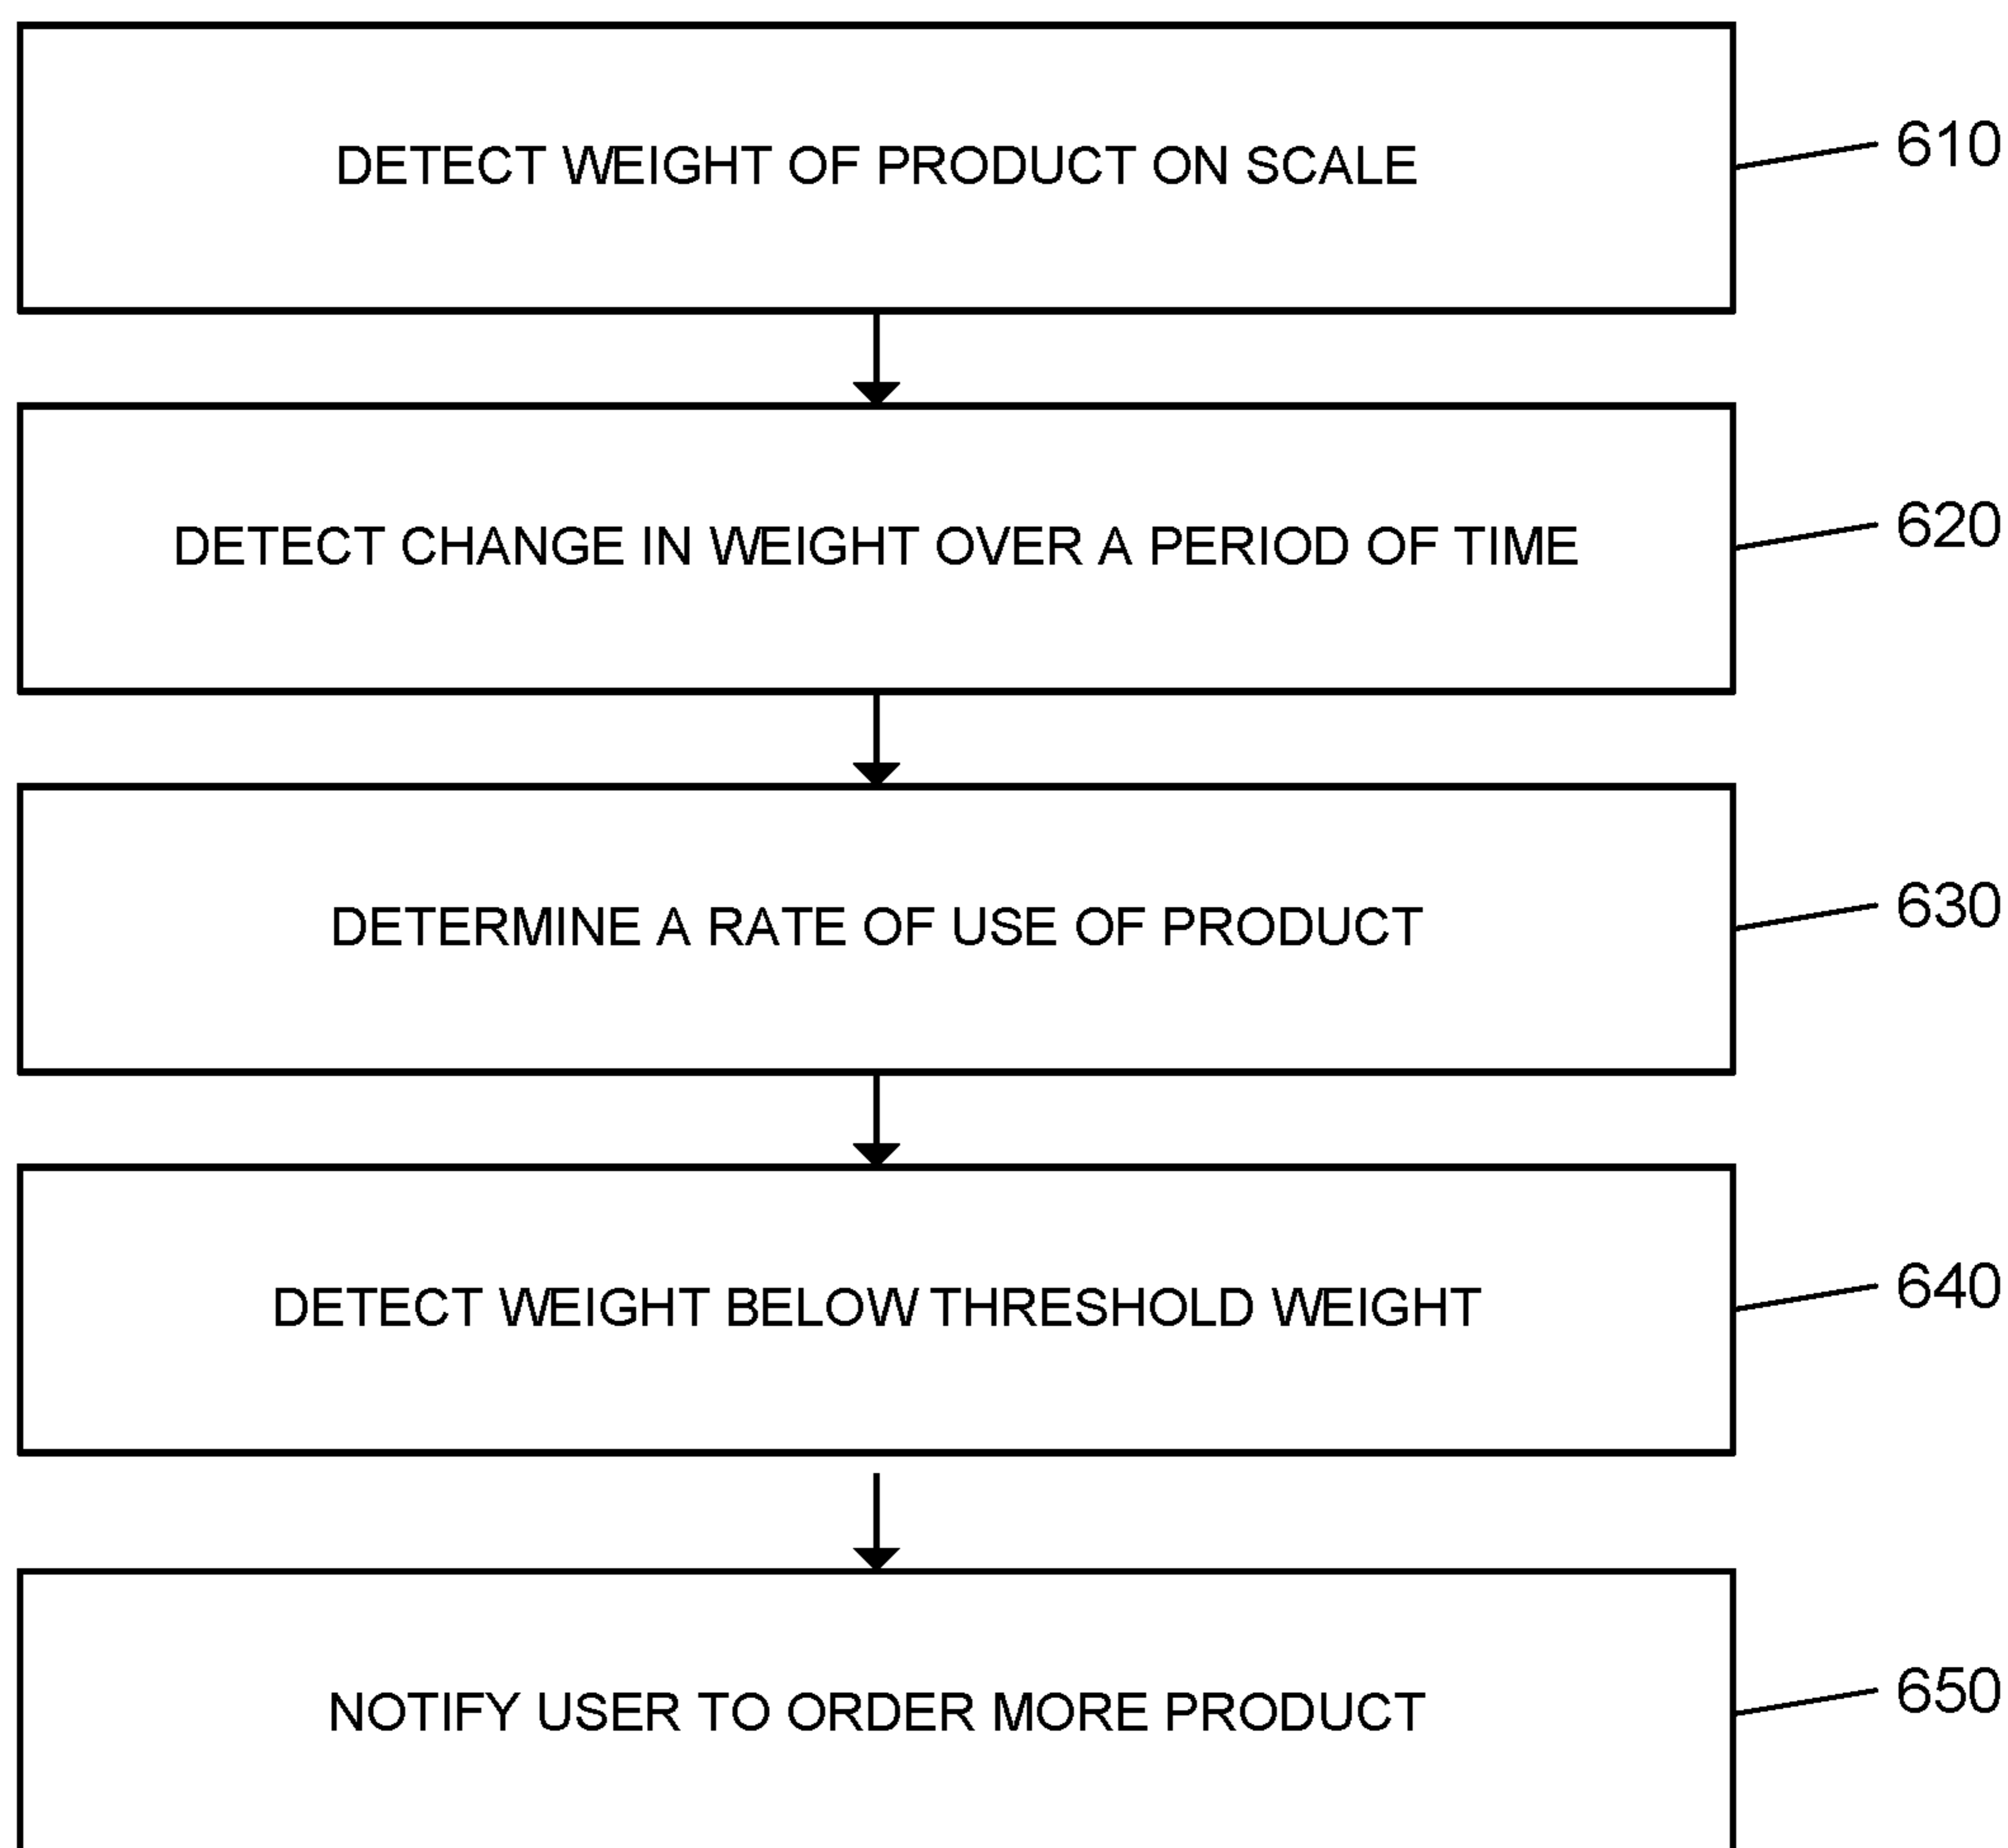 DETECT WEIGHT OF PRODUCT ON SCALE
610
DETECT CHANGE IN WEIGHT OVER A PERIOD OF TIME
620
DETERMINE A RATE OF USE OF PRODUCT
630
DETECT WEIGHT BELOW THRESHOLD WEIGHT
640
NOTIFY USER TO ORDER MORE PRODUCT
650